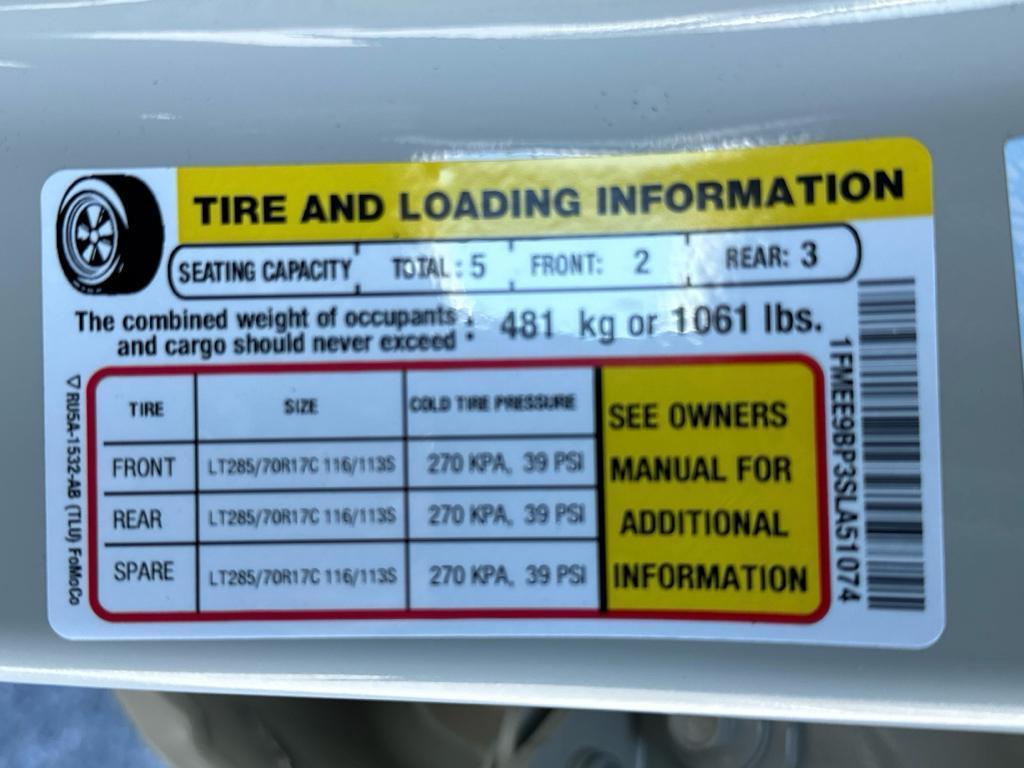 TIRE AND LOADING INFORMATION
SEATING CAPACITY TOTAL: 5 FRONT: 2 REAR: 3
The combined weight of occupants : 481 kg or 1061 lbs.
and cargo should never exceed
TIRE SIZE COLD TIRE PRESSURE
FRONT LT285/70R17C 116/113S 270 KPA, 39 PSI
REAR LT285/70R17C 116/113S 270 KPA, 39 PSI
SPARE LT285/70R17C 116/113S 270 KPA, 39 PSI
SEE OWNERS
MANUAL FOR
ADDITIONAL
INFORMATION
1FMEE9BP3SLA51074
RU5A-1532-AB (TLU) FoMoCo